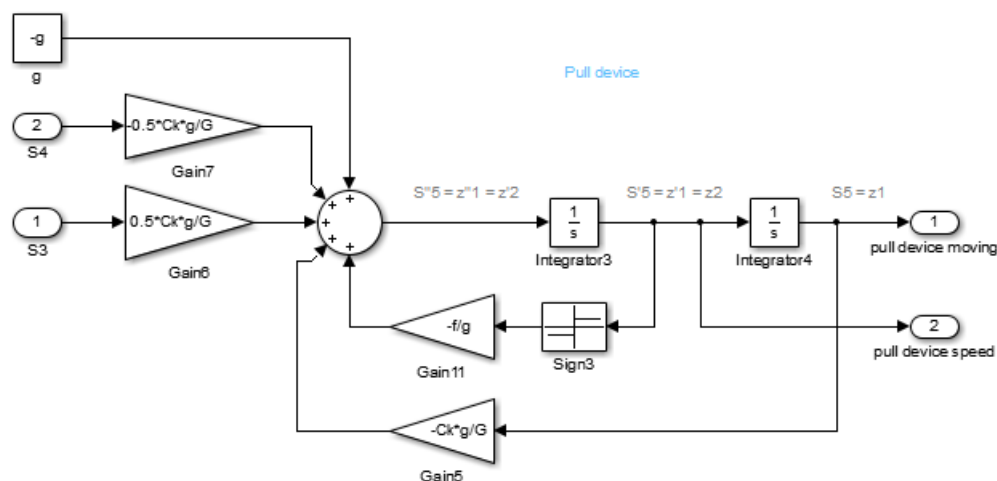 -g
g
Pull device
2
S4
-0.5*Ck*g/G
Gain7
1
S3
0.5*Ck*g/G
Gain6
+
+
+
+
+
S''5 = z''1 = z'2
1
s
Integrator3
S'5 = z'1 = z2
1
s
Integrator4
S5 = z1
1
pull device moving
-f/g
Gain11
Sign3
2
pull device speed
-Ck*g/G
Gain5